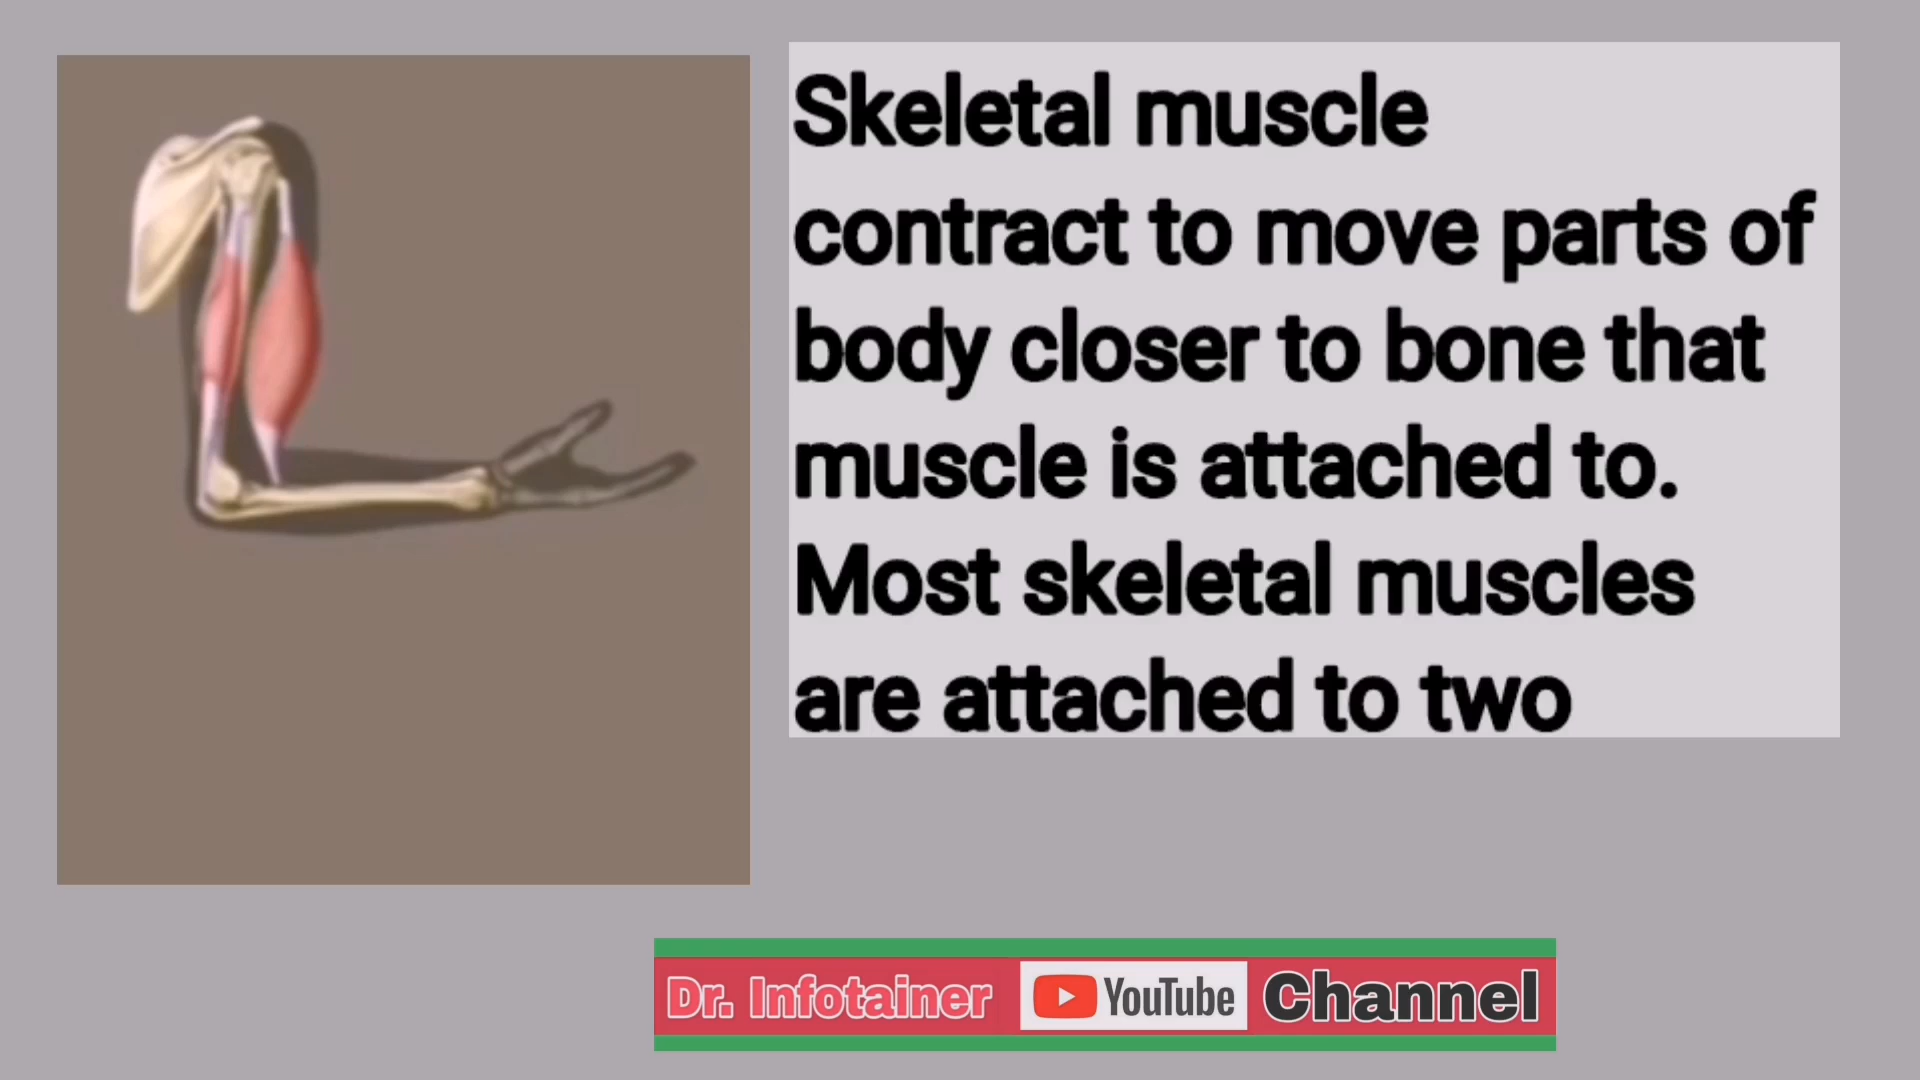 Skeletal muscle
contract to move parts of
body closer to bone that
muscle is attached to.
Most skeletal muscles
are attached to two
Dr. Infotainer YouTube Channel